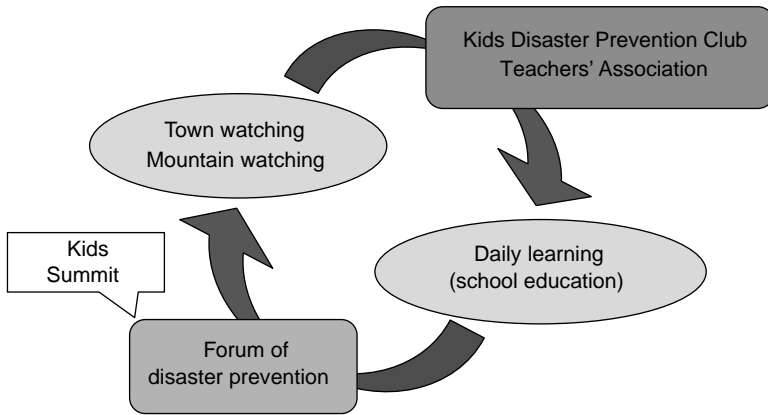 Kids Disaster Prevention Club
Teachers’ Association
Town watching
Mountain watching
Daily learning
(school education)
Kids
Summit
Forum of
disaster prevention